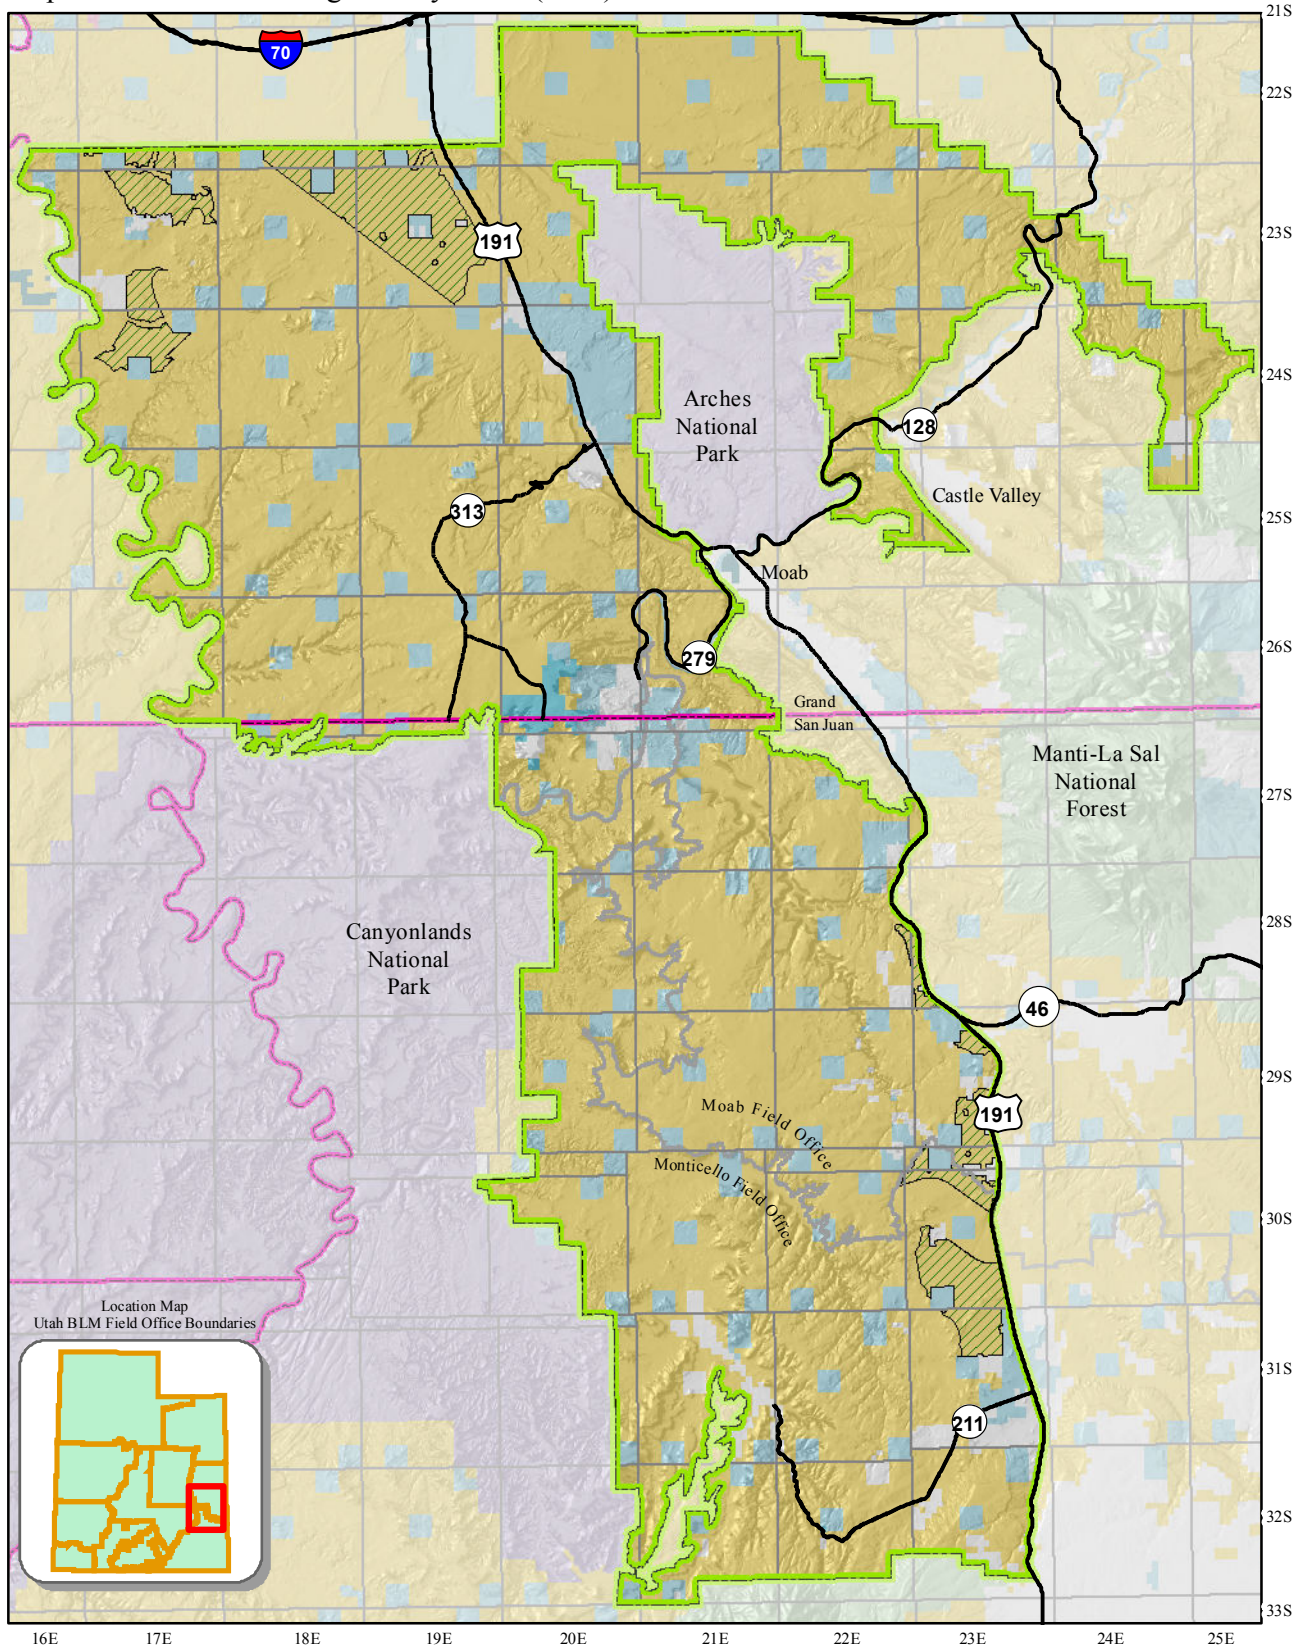 21S
70
22S
191
23S
24S
Arches
National
Park
128
313
Castle Valley
25S
Moab
279
26S
Grand
San Juan
Manti-La Sal
National
Forest
27S
Canyonlands
National
Park
28S
46
29S
Moab Field Office
191
Monticello Field Office
30S
Location Map
Utah BLM Field Office Boundaries
31S
211
32S
33S
16E 17E 18E 19E 20E 21E 22E 23E 24E 25E